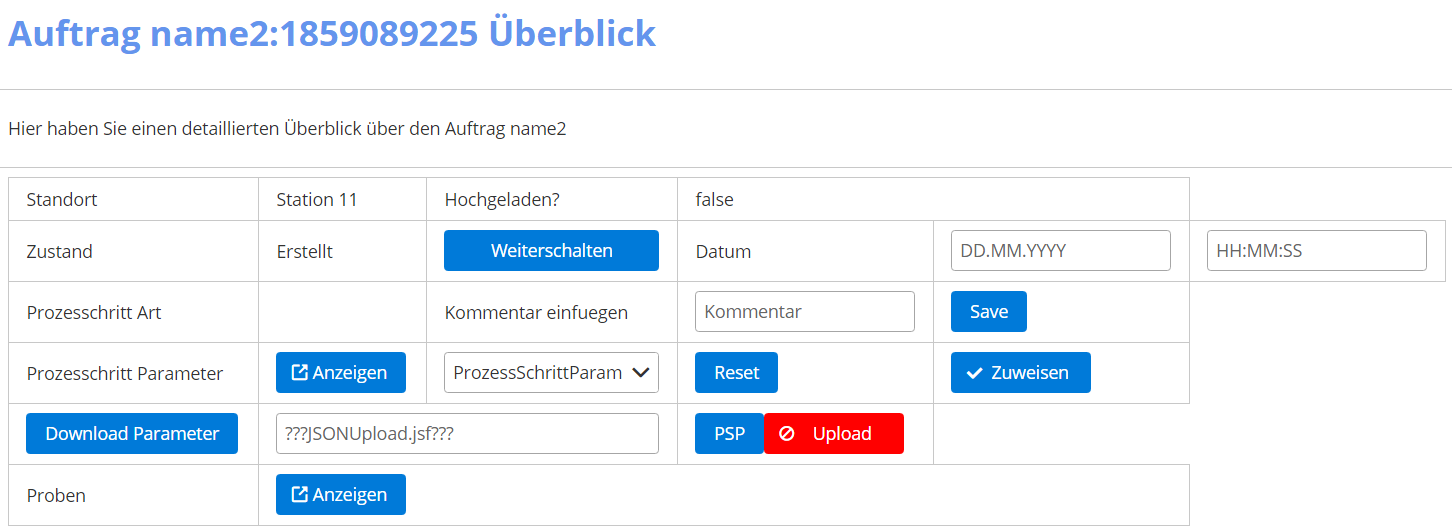 Auftrag name2:1859089225 Überblick
Hier haben Sie einen detaillierten Überblick über den Auftrag name2
Standort Station 11 Hochgeladen? false
Zustand Erstellt Weiterschalten Datum DD.MM.YYYY HH:MM:SS
Prozesschritt Art Kommentar einfuegen Kommentar Save
Prozesschritt Parameter Anzeigen ProzessSchrittParam Reset Zuweisen
Download Parameter ???JSONUpload.jsf??? PSP Upload
Proben Anzeigen